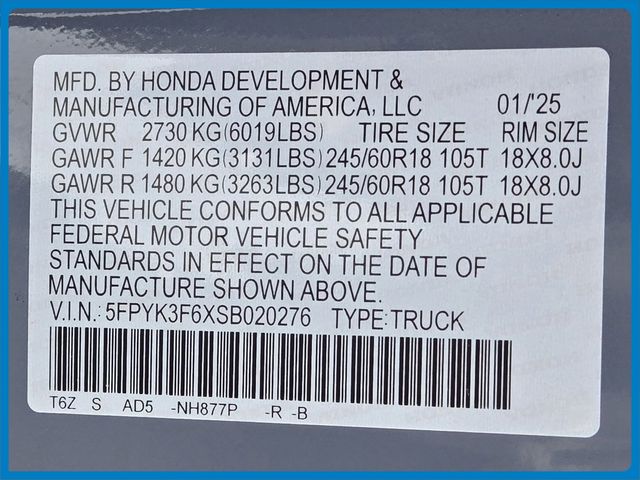 MFD. BY HONDA DEVELOPMENT &
MANUFACTURING OF AMERICA, LLC 01/'25
GVWR 2730 KG(6019LBS) TIRE SIZE RIM SIZE
GAWR F 1420 KG(3131LBS) 245/60R18 105T 18X8.0J
GAWR R 1480 KG(3263LBS) 245/60R18 105T 18X8.0J
THIS VEHICLE CONFORMS TO ALL APPLICABLE
FEDERAL MOTOR VEHICLE SAFETY
STANDARDS IN EFFECT ON THE DATE OF
MANUFACTURE SHOWN ABOVE.
V.I.N.: 5FPYK3F6XSB020276 TYPE: TRUCK
T6Z S AD5 -NH877P -R -B